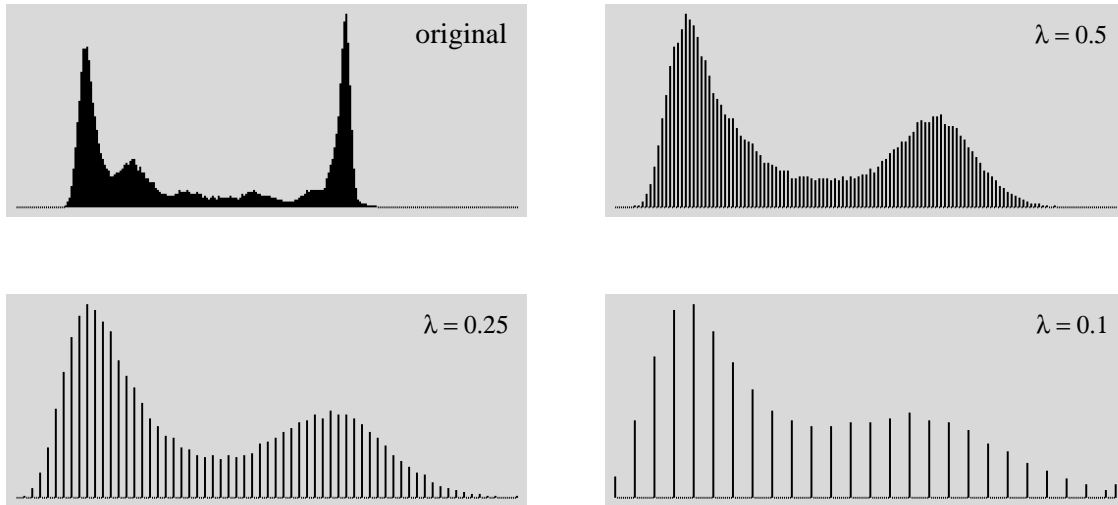 original
λ = 0.5
λ = 0.25
λ = 0.1